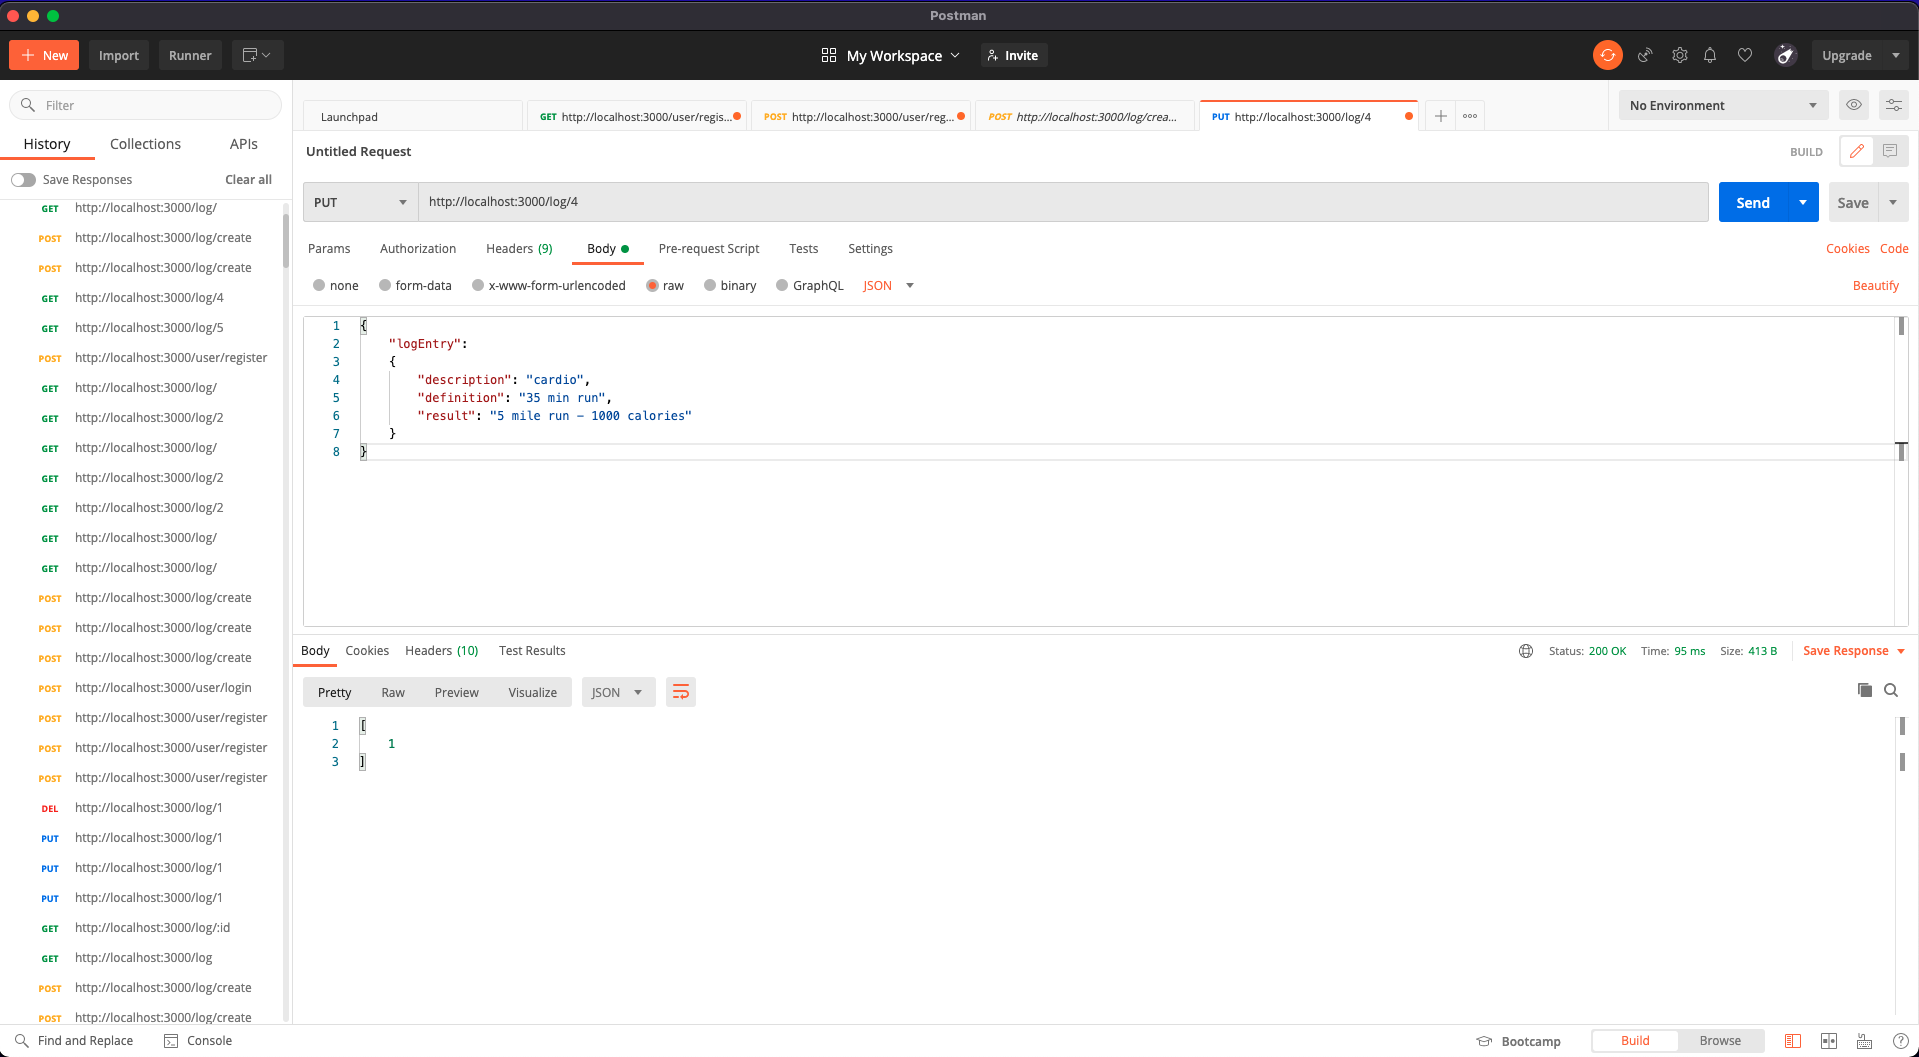 Postman
New
Import
Runner
My Workspace
Invite
Upgrade
Filter
History
Collections
APIs
Save Responses
Clear all
GET http://localhost:3000/log/
POST http://localhost:3000/log/create
POST http://localhost:3000/log/create
GET http://localhost:3000/log/4
GET http://localhost:3000/log/5
POST http://localhost:3000/user/register
GET http://localhost:3000/log/
GET http://localhost:3000/log/2
GET http://localhost:3000/log/
GET http://localhost:3000/log/2
GET http://localhost:3000/log/2
GET http://localhost:3000/log/
GET http://localhost:3000/log/
POST http://localhost:3000/log/create
POST http://localhost:3000/log/create
POST http://localhost:3000/log/create
POST http://localhost:3000/user/login
POST http://localhost:3000/user/register
POST http://localhost:3000/user/register
POST http://localhost:3000/user/register
DEL http://localhost:3000/log/1
PUT http://localhost:3000/log/1
PUT http://localhost:3000/log/1
PUT http://localhost:3000/log/1
GET http://localhost:3000/log/:id
GET http://localhost:3000/log
POST http://localhost:3000/log/create
POST http://localhost:3000/log/create
Launchpad
GET http://localhost:3000/user/regis...
POST http://localhost:3000/user/reg...
POST http://localhost:3000/log/crea...
PUT http://localhost:3000/log/4
No Environment
Untitled Request
BUILD
PUT
http://localhost:3000/log/4
Send
Save
Params
Authorization
Headers (9)
Body
Pre-request Script
Tests
Settings
Cookies
Code
none
form-data
x-www-form-urlencoded
raw
binary
GraphQL
JSON
Beautify
1 {
2 "logEntry":
3 {
4 "description": "cardio",
5 "definition": "35 min run",
6 "result": "5 mile run - 1000 calories"
7 }
8 }
Body
Cookies
Headers (10)
Test Results
Status: 200 OK
Time: 95 ms
Size: 413 B
Save Response
Pretty
Raw
Preview
Visualize
JSON
1 [
2 1
3 ]
Find and Replace
Console
Bootcamp
Build
Browse